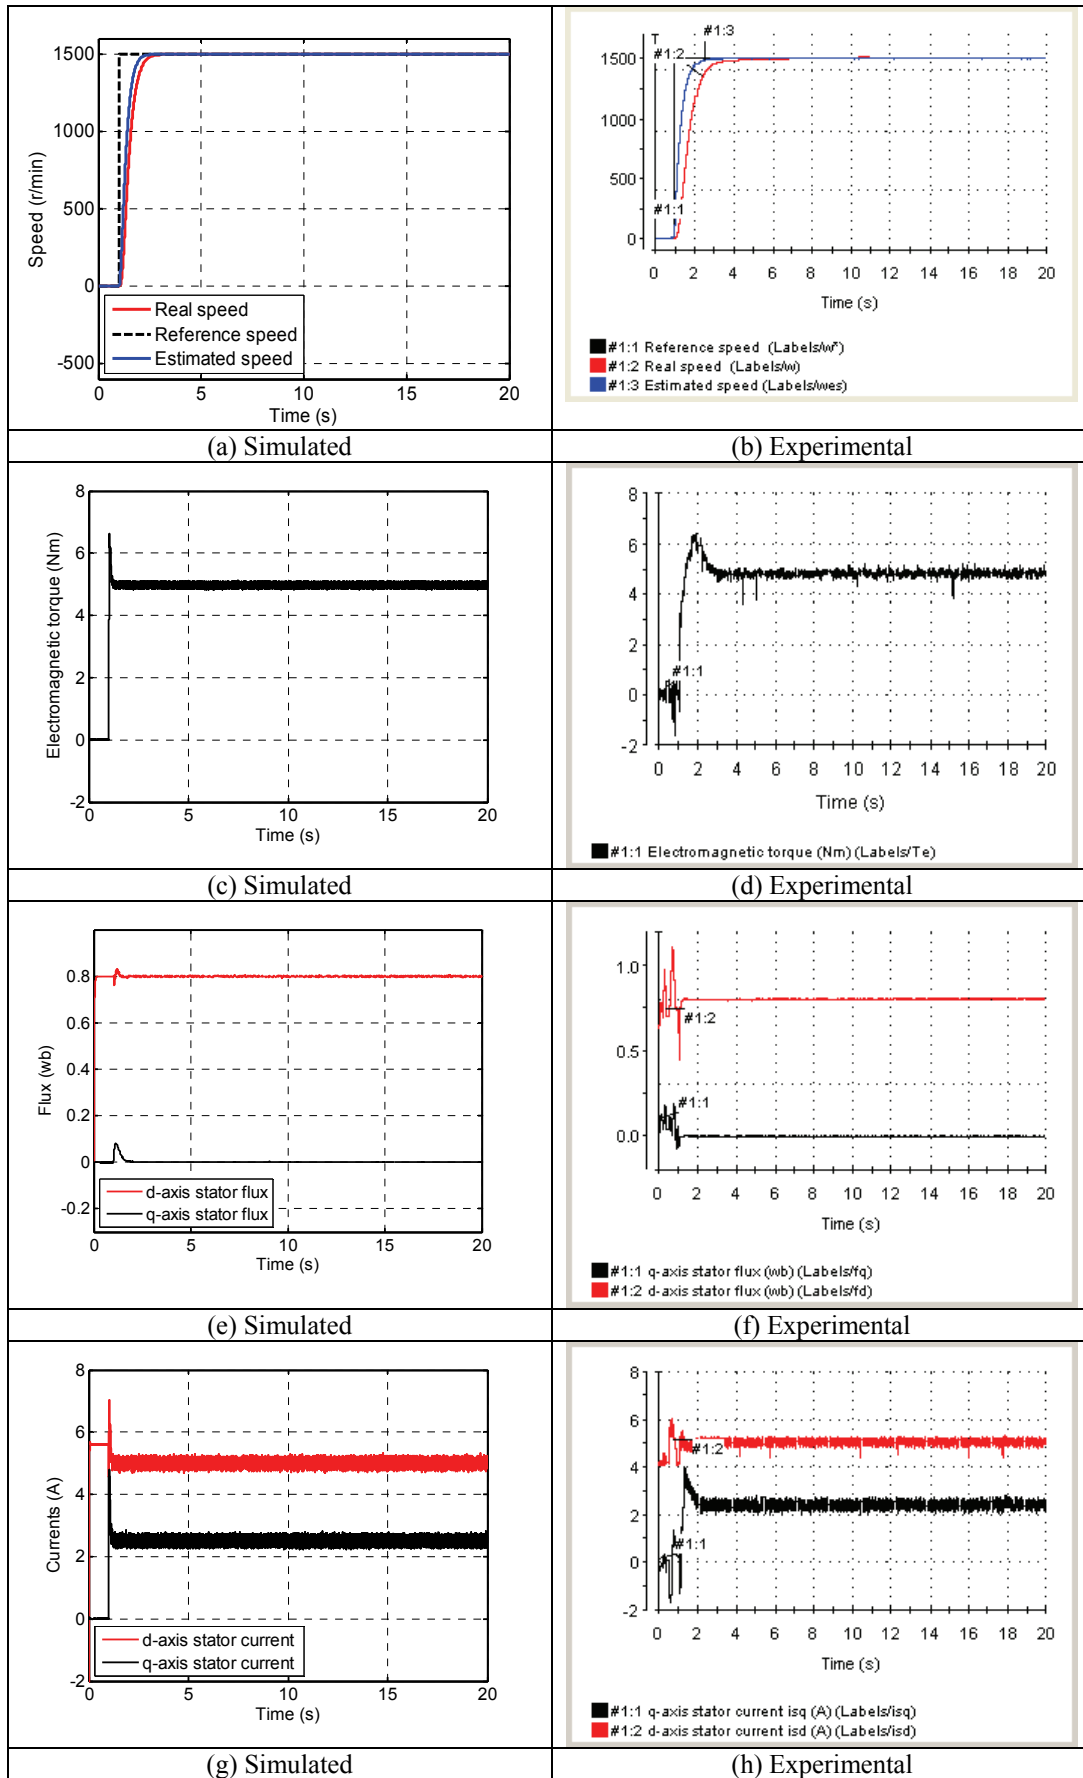 1500
1000
500
0
-500
0
5
10
15
20
Speed (r/min)
Time (s)
Real speed
Reference speed
Estimated speed
T
#1:3
#1:2
#1:1
1500
1000
500
0
0 2 4 6 8 10 12 14 16 18 20
Time (s)
#1:1 Reference speed (Labels/w*)
#1:2 Real speed (Labels/w)
#1:3 Estimated speed (Labels/wes)
(a) Simulated
(b) Experimental
8
6
4
2
0
-2
0
5
10
15
20
Electromagnetic torque (Nm)
Time (s)
8
6
4
2
0
-2
#1:1
0 2 4 6 8 10 12 14 16 18 20
Time (s)
#1:1 Electromagnetic torque (Nm) (Labels/Te)
(c) Simulated
(d) Experimental
0.8
0.6
0.4
0.2
0
-0.2
0
5
10
15
20
Flux (wb)
Time (s)
d-axis stator flux
q-axis stator flux
1.0
0.5
0.0
#1:2
#1:1
0 2 4 6 8 10 12 14 16 18 20
Time (s)
#1:1 q-axis stator flux (wb) (Labels/fq)
#1:2 d-axis stator flux (wb) (Labels/fd)
(e) Simulated
(f) Experimental
8
6
4
2
0
-2
0
5
10
15
20
Currents (A)
Time (s)
d-axis stator current
q-axis stator current
8
6
4
2
0
-2
#1:2
#1:1
0 2 4 6 8 10 12 14 16 18 20
Time (s)
#1:1 q-axis stator current isq (A) (Labels/isq)
#1:2 d-axis stator current isd (A) (Labels/isd)
(g) Simulated
(h) Experimental